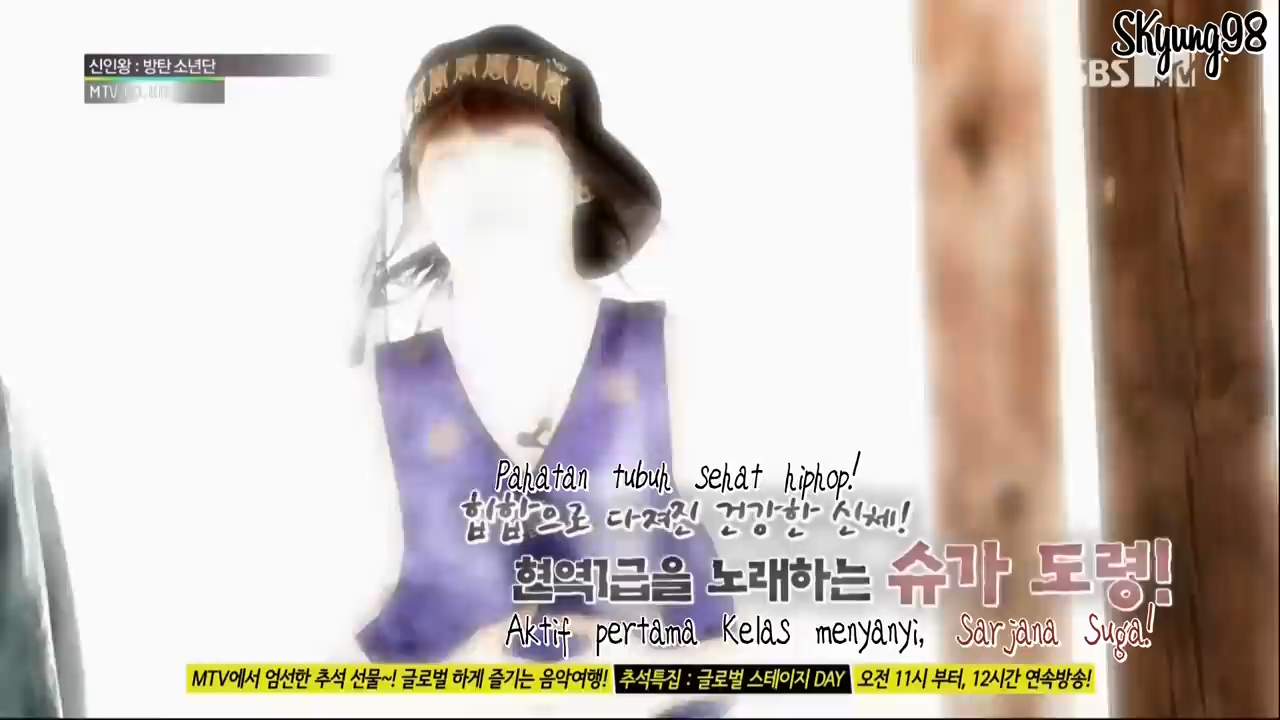 SKyung98
신인왕 : 방탄 소년단
MTV
SBS MTV
Pahatan tubuh sehat hiphop!
힙합으로 다져진 건강한 신체!
현역1급을 노래하는 슈가 도령!
Aktif pertama Kelas menyanyi, Sarjana Suga!
MTV에서 엄선한 추석 선물~! 글로벌 하게 즐기는 음악여행! 추석특집 : 글로벌 스테이지 DAY 오전 11시 부터, 12시간 연속방송!